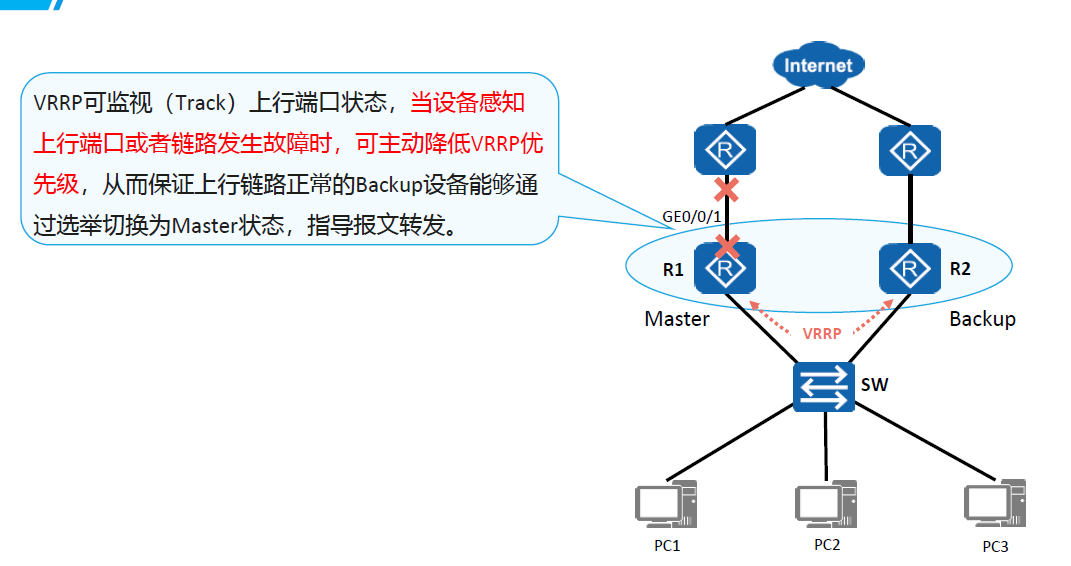 Internet
VRRP可监视（Track）上行端口状态，当设备感知
上行端口或者链路发生故障时，可主动降低VRRP优
先级，从而保证上行链路正常的Backup设备能够通
过选举切换为Master状态，指导报文转发。
R
R
GE0/0/1
R1
R
R
R2
Master
Backup
VRRP
SW
PC1
PC2
PC3